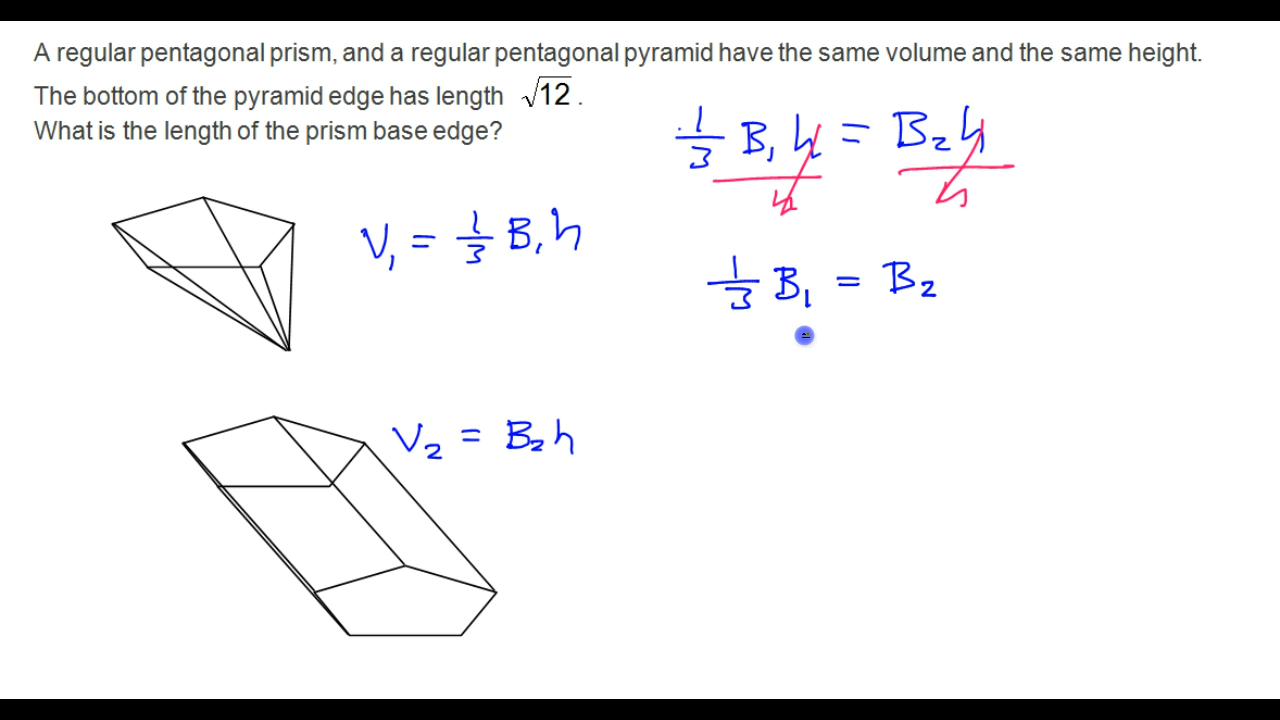 A regular pentagonal prism, and a regular pentagonal pyramid have the same volume and the same height.
The bottom of the pyramid edge has length √12.
What is the length of the prism base edge?
1/3 B₁ h / h = B₂ h / h
V₁ = 1/3 B₁ h
1/3 B₁ = B₂
V₂ = B₂ h